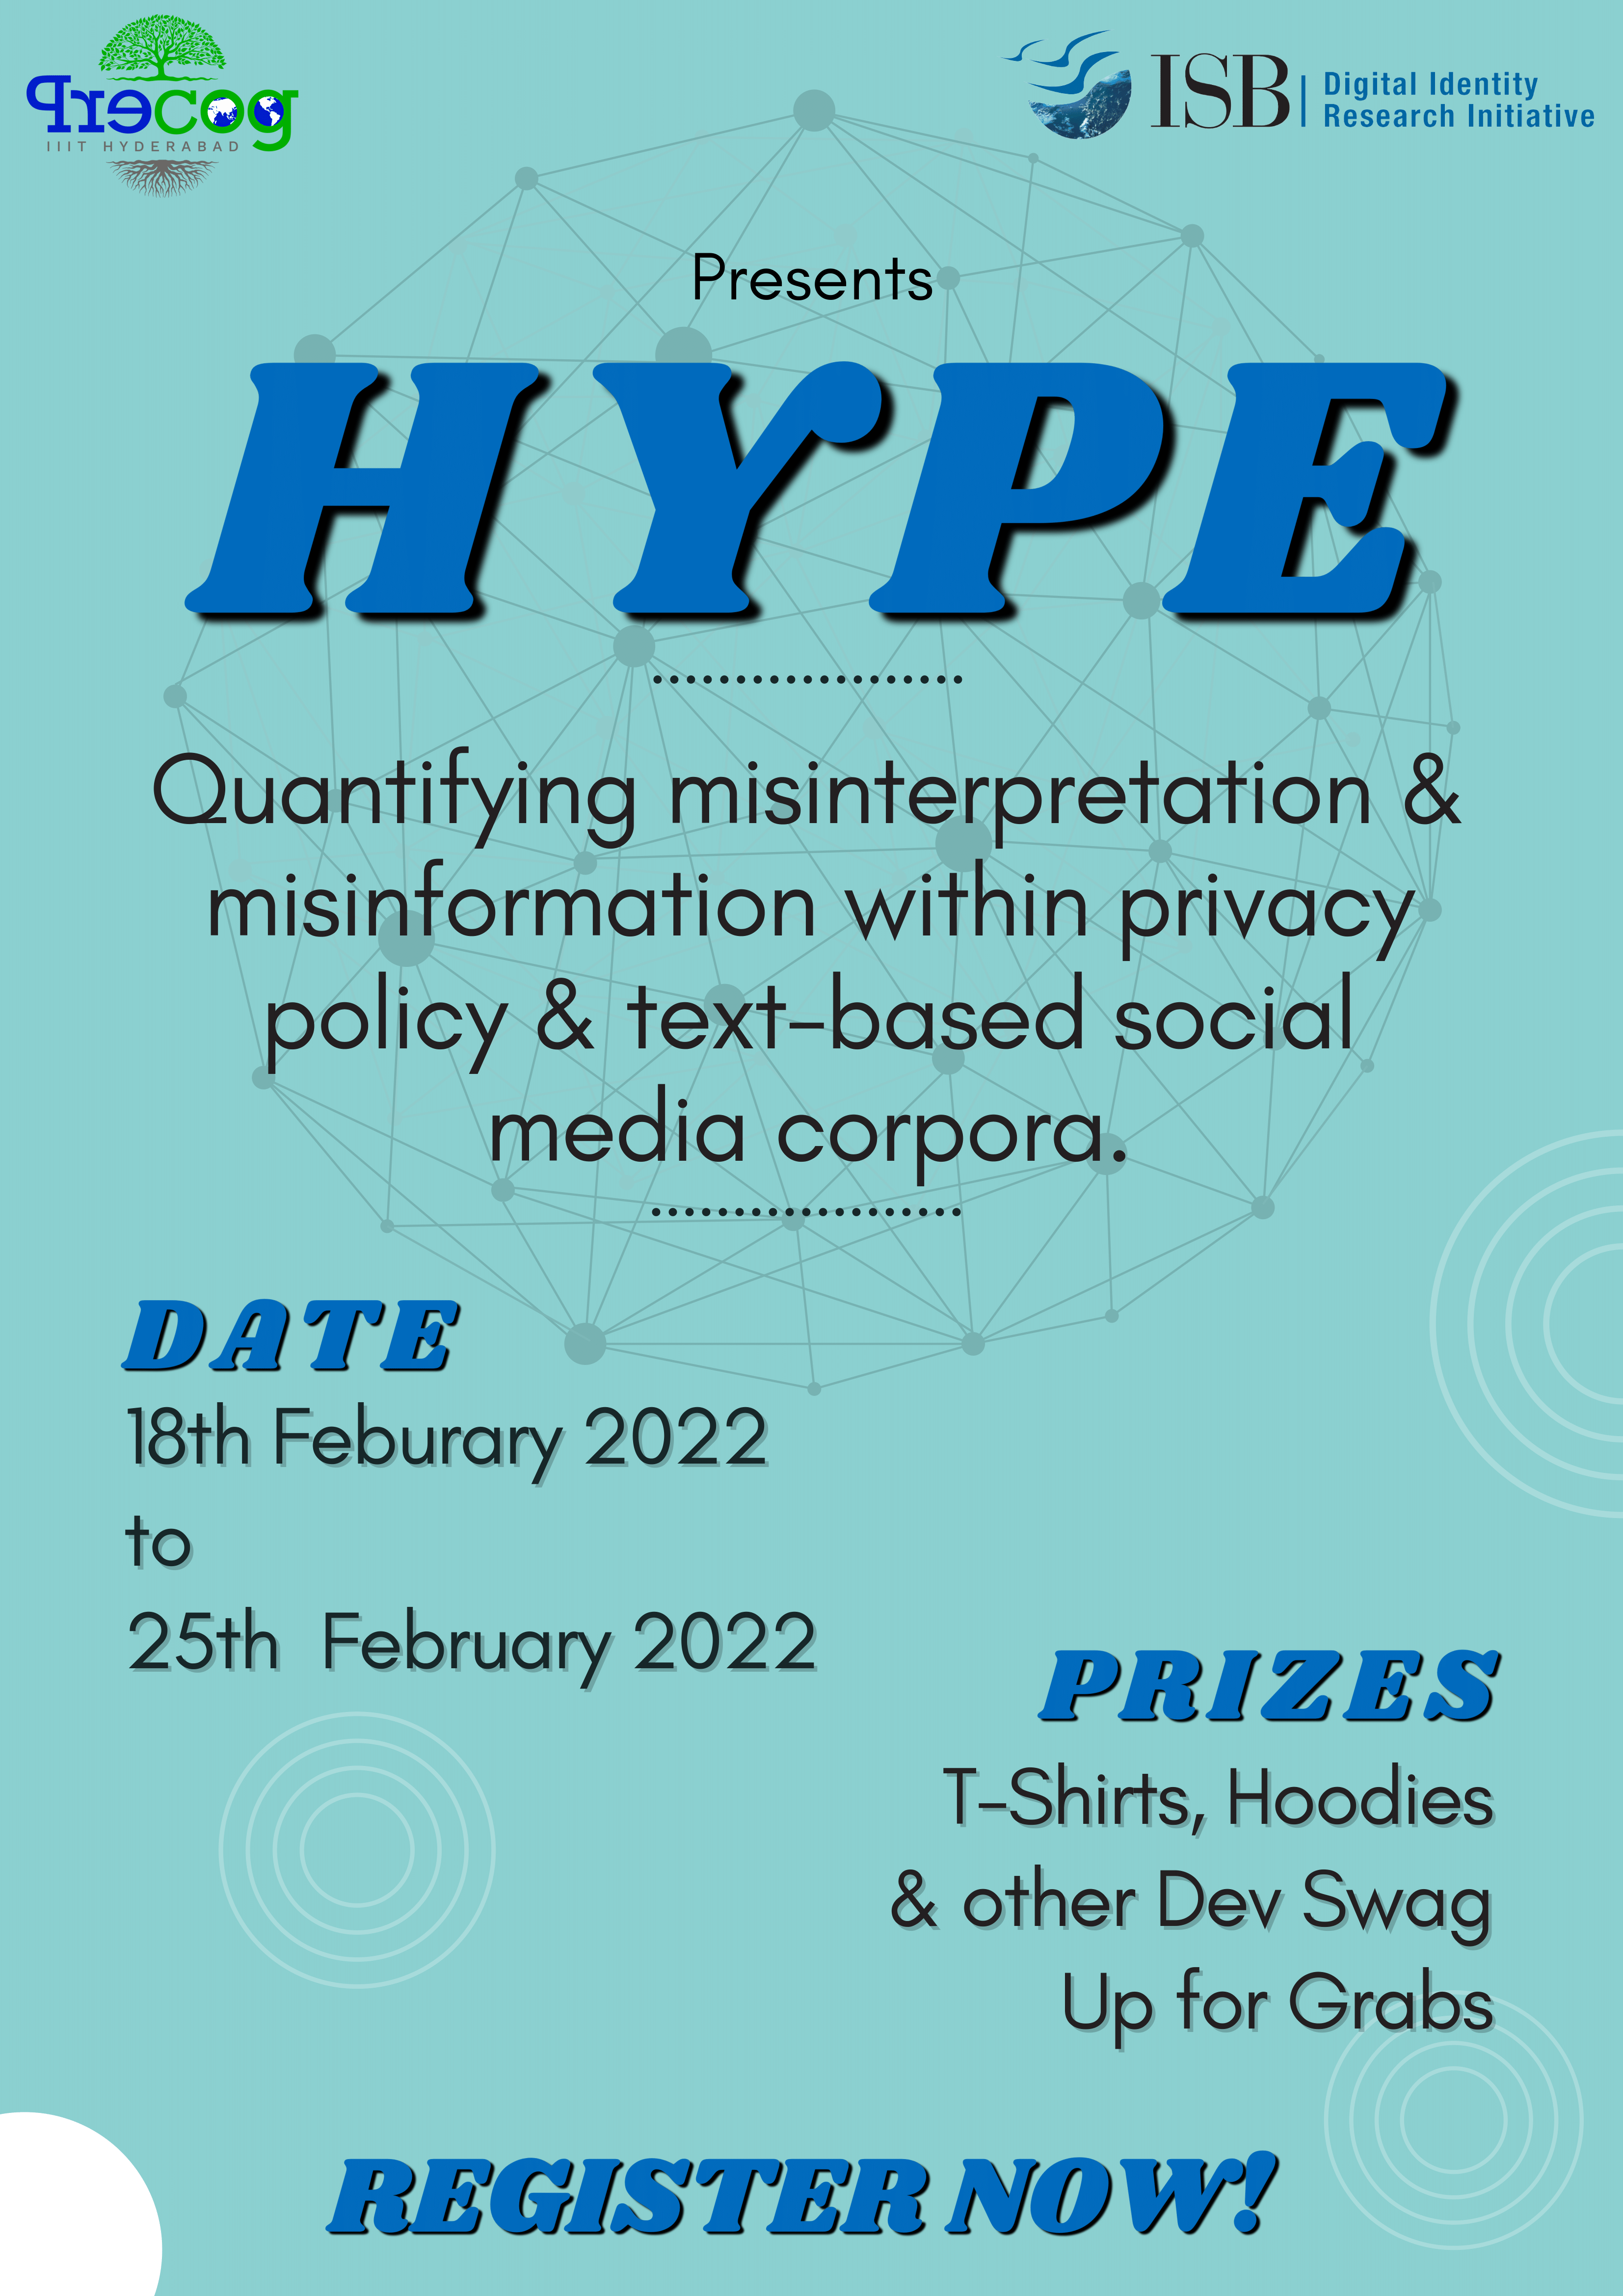 Precog
IIIT HYDERABAD
ISB
Digital Identity
Research Initiative
Presents
HYPE
Quantifying misinterpretation &
misinformation within privacy
policy & text-based social
media corpora.
DATE
18th Feburary 2022
to
25th February 2022
PRIZES
T-Shirts, Hoodies
& other Dev Swag
Up for Grabs
REGISTER NOW!